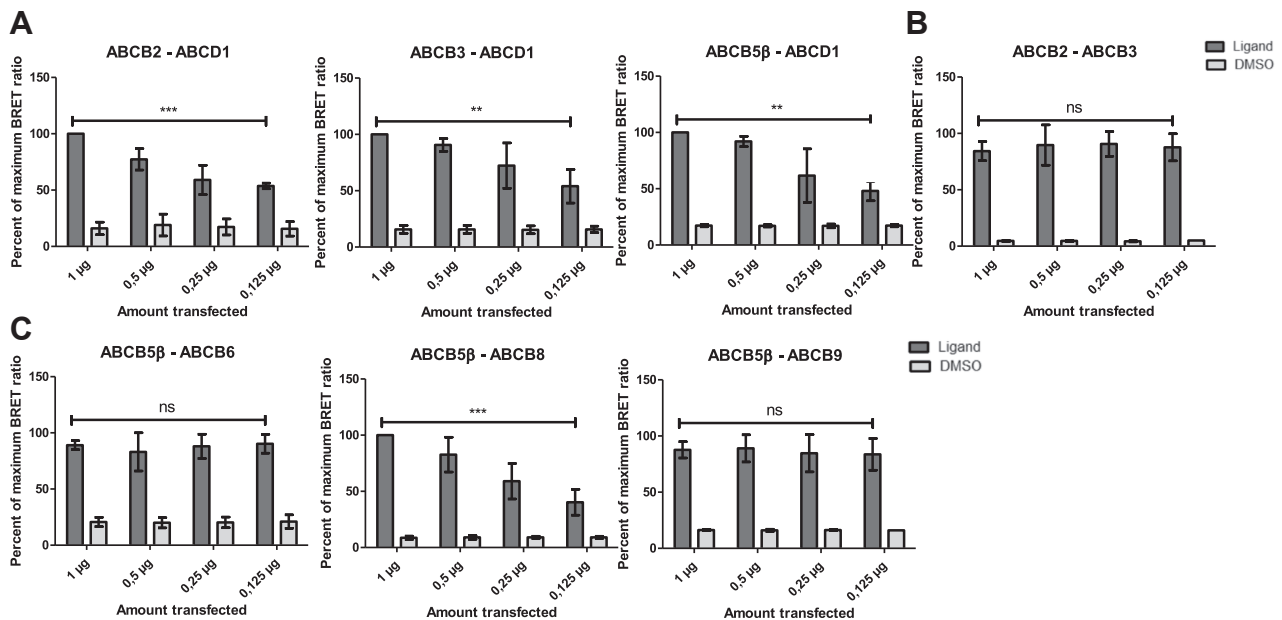 A
ABCB2 - ABCD1
Percent of maximum BRET ratio
150
100
50
0
***
1 µg
0,5 µg
0,25 µg
0,125 µg
Amount transfected
ABCB3 - ABCD1
Percent of maximum BRET ratio
150
100
50
0
**
1 µg
0,5 µg
0,25 µg
0,125 µg
Amount transfected
ABCB5β - ABCD1
Percent of maximum BRET ratio
150
100
50
0
**
1 µg
0,5 µg
0,25 µg
0,125 µg
Amount transfected
B
ABCB2 - ABCB3
Percent of maximum BRET ratio
150
100
50
0
ns
1 µg
0,5 µg
0,25 µg
0,125 µg
Amount transfected
Ligand
DMSO
C
ABCB5β - ABCB6
Percent of maximum BRET ratio
150
100
50
0
ns
1 µg
0,5 µg
0,25 µg
0,125 µg
Amount transfected
ABCB5β - ABCB8
Percent of maximum BRET ratio
150
100
50
0
***
1 µg
0,5 µg
0,25 µg
0,125 µg
Amount transfected
ABCB5β - ABCB9
Percent of maximum BRET ratio
150
100
50
0
ns
1 µg
0,5 µg
0,25 µg
0,125 µg
Amount transfected
Ligand
DMSO